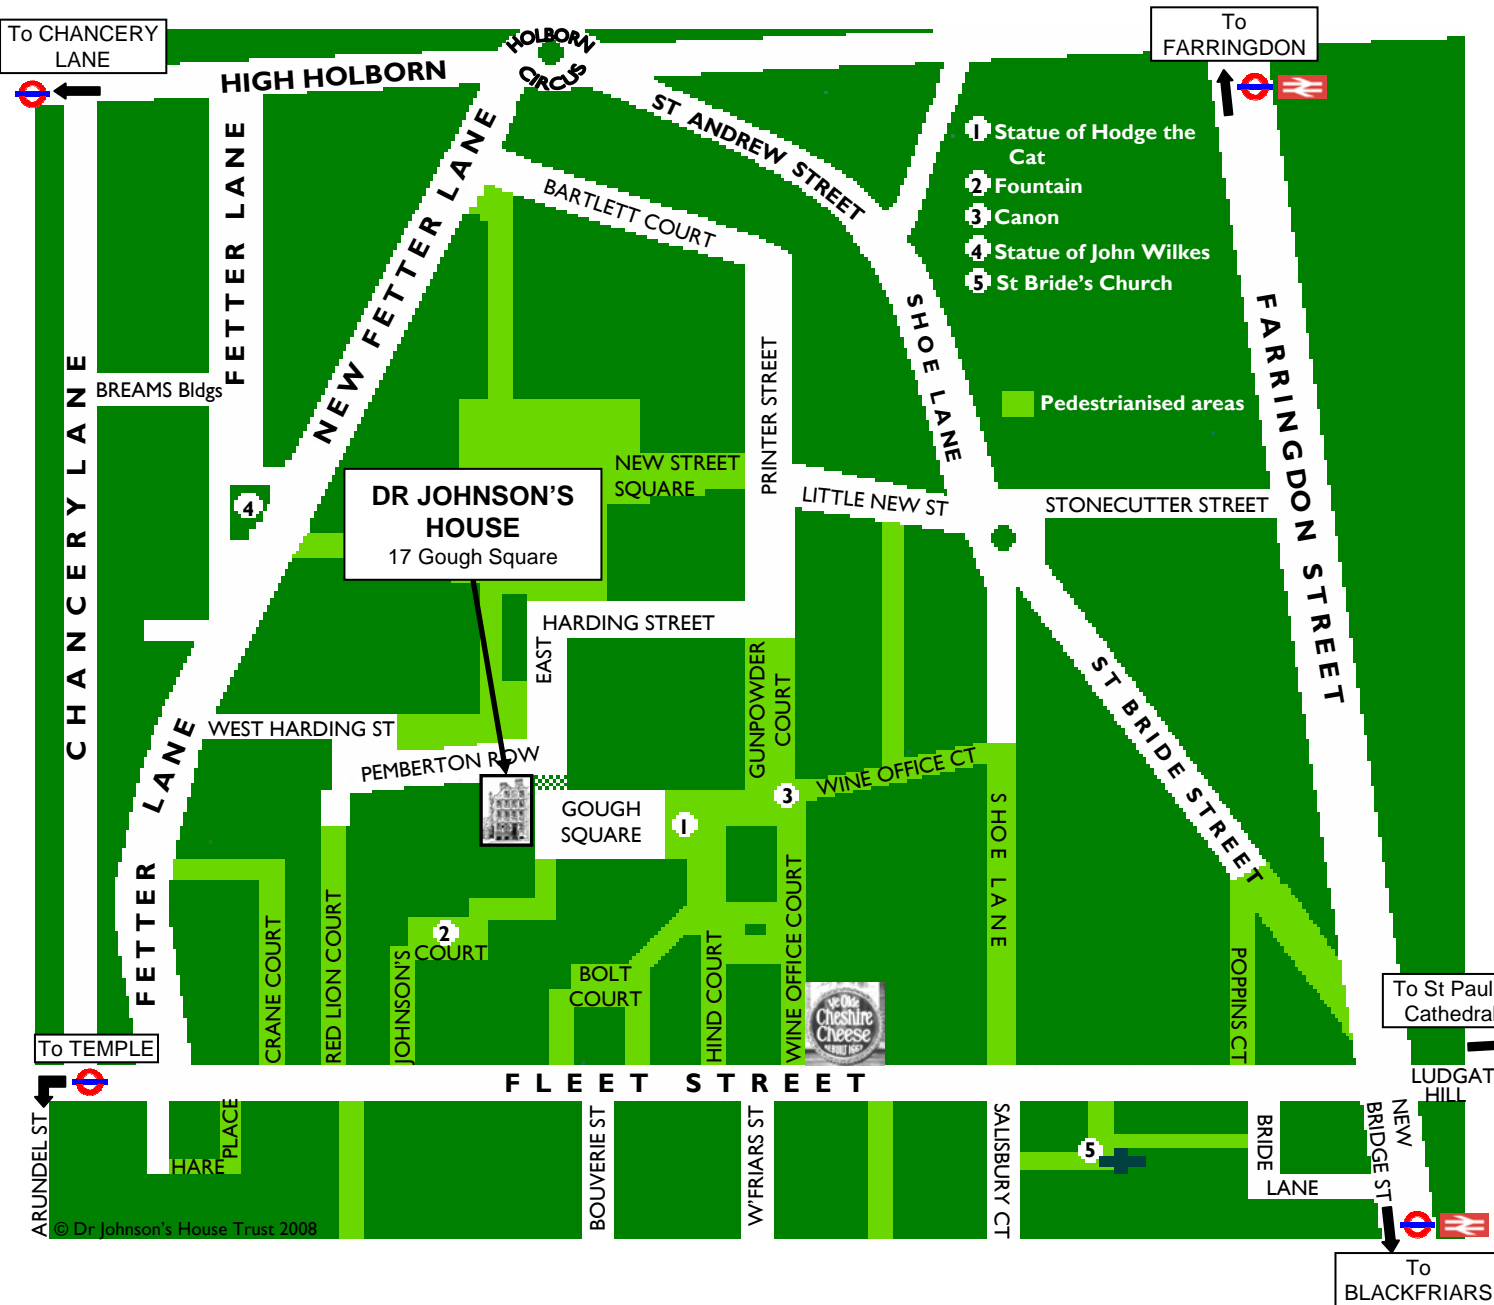 To CHANCERY
LANE
HIGH HOLBORN
HOLBORN
CIRCUS
To
FARRINGDON
ST ANDREW STREET
1 Statue of Hodge the
Cat
2 Fountain
3 Canon
4 Statue of John Wilkes
5 St Bride's Church
Pedestrianised areas
FETTER LANE
NEW FETTER LANE
BARTLETT COURT
CHANCERY LANE
BREAMS Bldgs
PRINTER STREET
SHOE LANE
FARRINGDON STREET
NEW STREET
SQUARE
LITTLE NEW ST
STONECUTTER STREET
4
DR JOHNSON'S
HOUSE
17 Gough Square
EAST
HARDING STREET
GUNPOWDER
COURT
ST BRIDE STREET
WEST HARDING ST
PEMBERTON ROW
WINE OFFICE CT
FETTER LANE
GOUGH
SQUARE
1
3
SHOE LANE
CRANE COURT
RED LION COURT
JOHNSON'S
COURT
2
BOLT
COURT
HIND COURT
WINE OFFICE COURT
Ye Olde
Cheshire
Cheese
POPPINS CT
To St Paul
Cathedral
To TEMPLE
FLEET STREET
LUDGAT
HILL
ARUNDEL ST
HARE
PLACE
BOUVERIE ST
W'FRIARS ST
SALISBURY CT
5
BRIDE
LANE
NEW
BRIDGE ST
© Dr Johnson's House Trust 2008
To
BLACKFRIARS